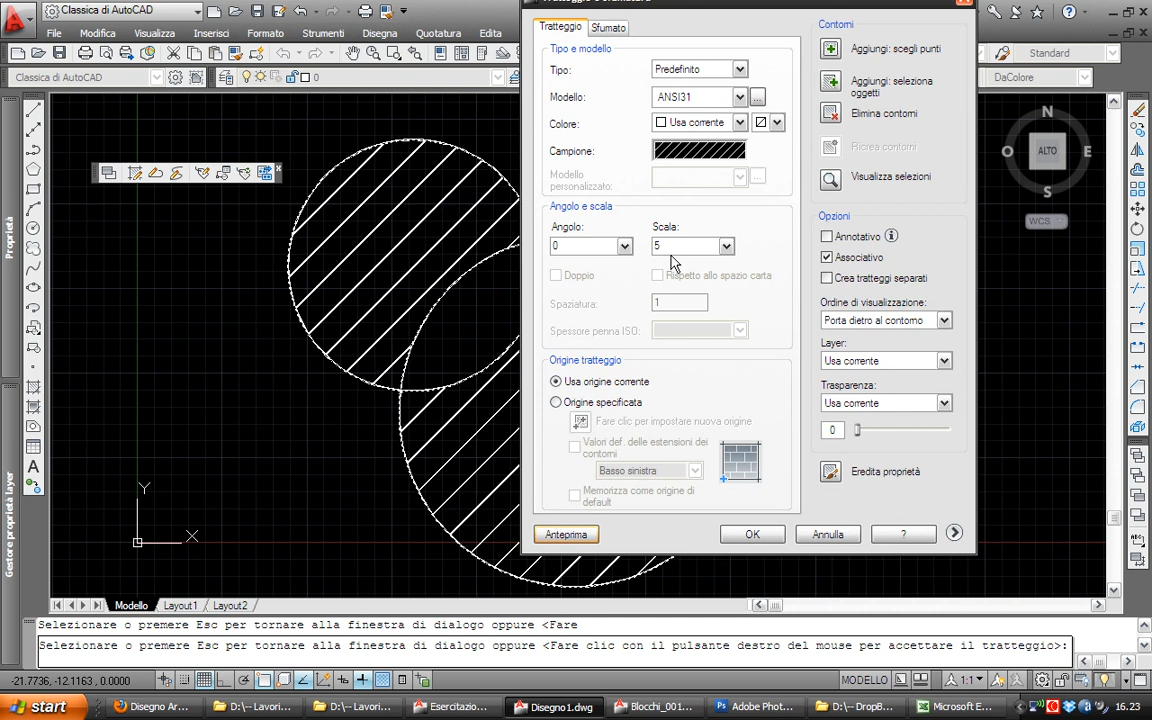 Classica di AutoCAD
File Modifica Visualizza Inserisci Formato Strumenti Disegna Quotatura Edita
Standard
Classica di AutoCAD
0
DaColore
Tratteggio Sfumato
Tipo e modello
Tipo: Predefinito
Modello: ANSI31
Colore: Usa corrente
Campione:
Modello
personalizzato:
Angolo e scala
Angolo: Scala:
0 5
Doppio Rispetto allo spazio carta
Spaziatura: 1
Spessore penna ISO:
Origine tratteggio
Usa origine corrente
Origine specificata
Fare clic per impostare nuova origine
Valori def. delle estensioni dei
contorni
Basso sinistra
Memorizza come origine di
default
Contorni
Aggiungi: scegli punti
Aggiungi: seleziona
oggetti
Elimina contorni
Ricrea contorni
Visualizza selezioni
Opzioni
Annotativo
Associativo
Crea tratteggi separati
Ordine di visualizzazione:
Porta dietro al contorno
Layer:
Usa corrente
Trasparenza:
Usa corrente
0
Eredita proprietà
Anteprima OK Annulla ?
N
O ALTO E
S
WCS
Proprietà
Gestore proprietà layer
Y
X
A
Modello Layout1 Layout2
Selezionare o premere Esc per tornare alla finestra di dialogo oppure <Fare
Selezionare o premere Esc per tornare alla finestra di dialogo oppure <Fare clic con il pulsante destro del mouse per accettare il tratteggio>:
-21.7736, -12.1163, 0.0000
MODELLO
1:1
start
Disegno Ar...
D:\-- Lavori...
D:\-- Lavori...
Esercitazio...
Disegno1.dwg
Blocchi_001...
Adobe Phot...
D:\-- DropB...
Microsoft E...
16.23